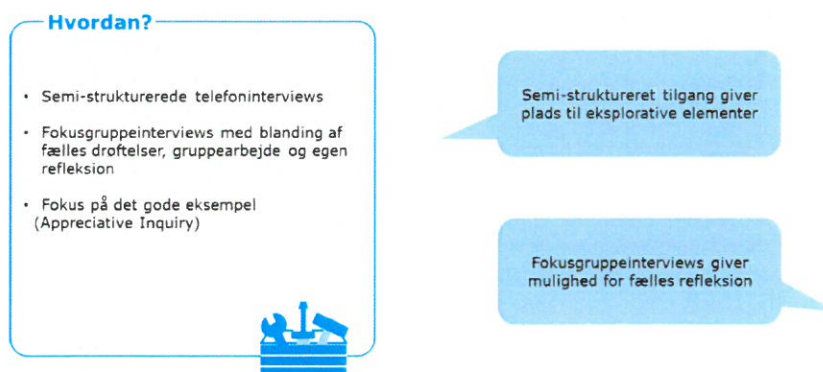 Hvordan?
• Semi-strukturerede telefoninterviews
• Fokusgruppeinterviews med blanding af
fælles drøftelser, gruppearbejde og egen
refleksion
• Fokus på det gode eksempel
(Appreciative Inquiry)
Semi-struktureret tilgang giver
plads til eksplorative elementer
Fokusgruppeinterviews giver
mulighed for fælles refleksion